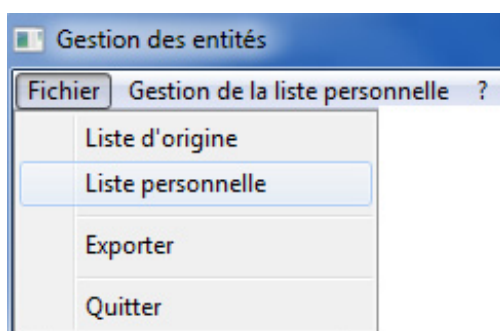 Gestion des entités
Fichier Gestion de la liste personnelle ?
Liste d'origine
Liste personnelle
Exporter
Quitter